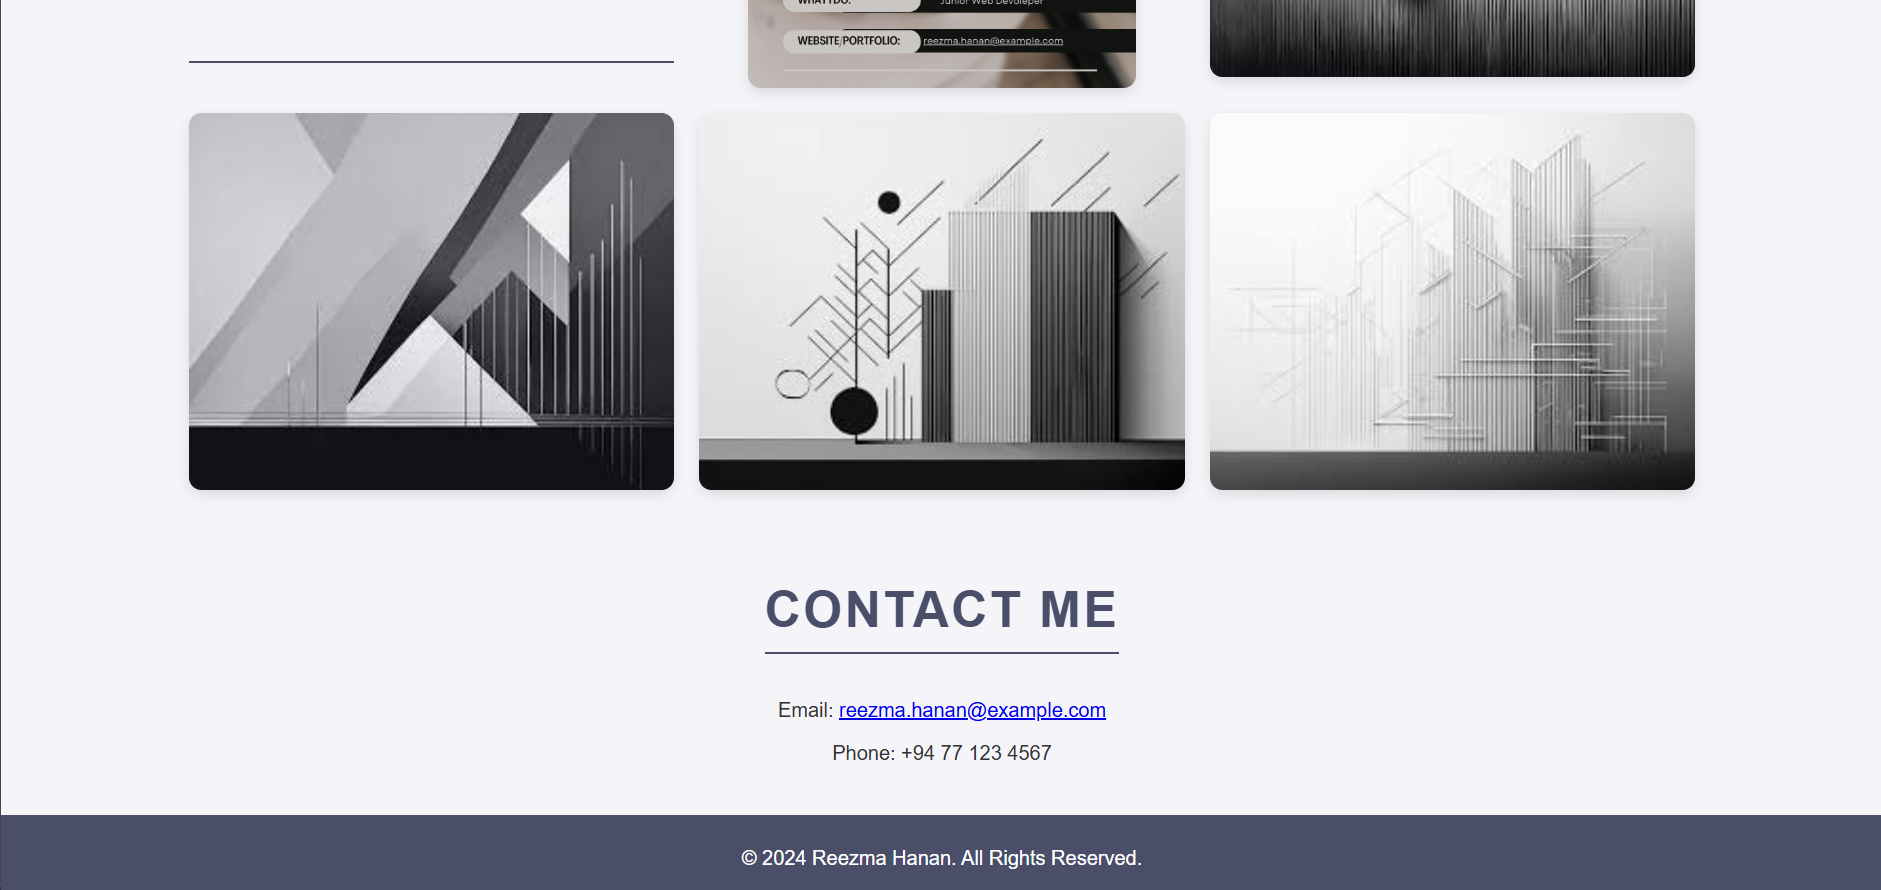 WHAT I DO:
Junior Web Devoleper
WEBSITE/PORTFOLIO:
reezma.hanan@example.com
CONTACT ME
Email: reezma.hanan@example.com
Phone: +94 77 123 4567
© 2024 Reezma Hanan. All Rights Reserved.